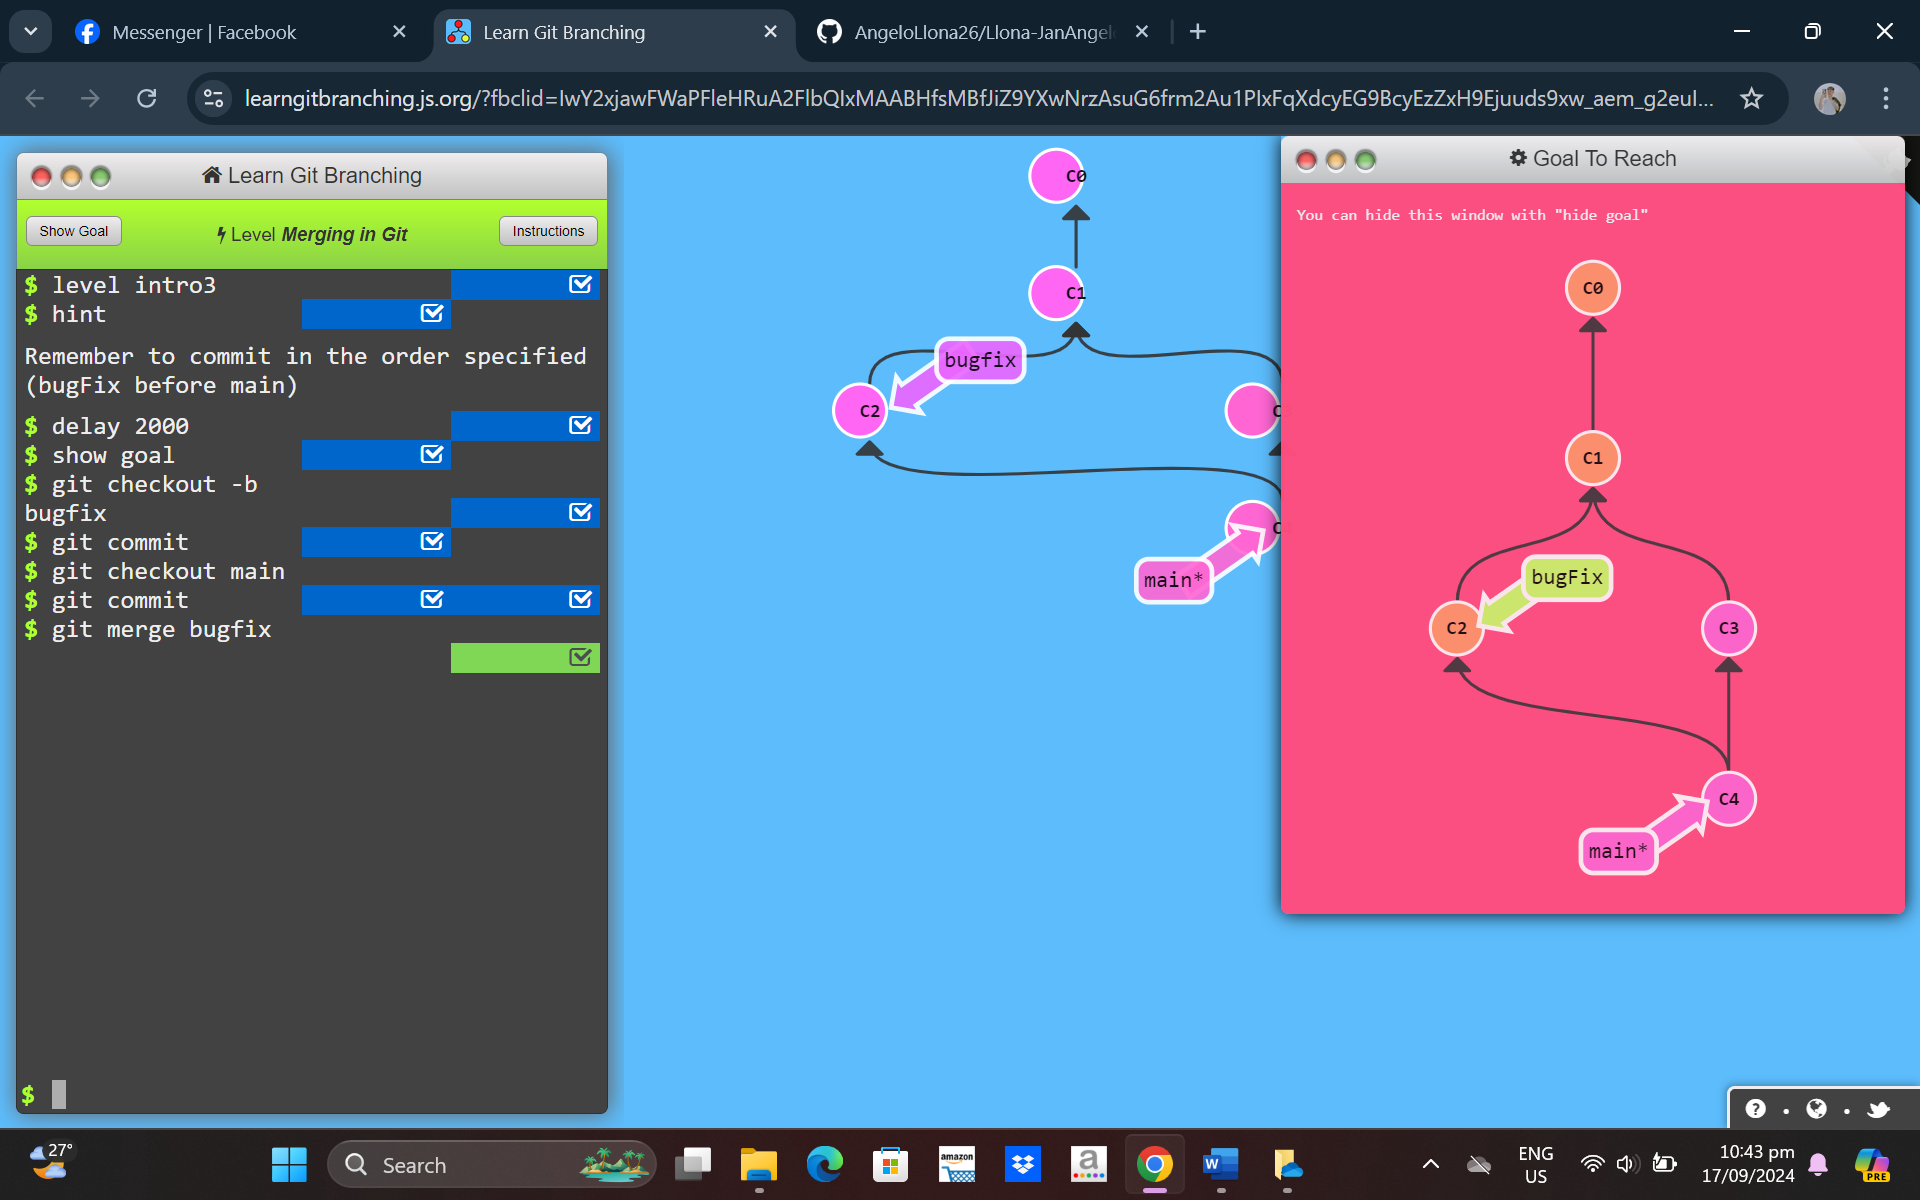 Messenger | Facebook
Learn Git Branching
AngeloLlona26/Llona-JanAngel
learngitbranching.js.org/?fbclid=IwY2xjawFWaPFleHRuA2FlbQIxMAABHfsMBfJiZ9YXwNrzAsuG6frm2Au1PIxFqXdcyEG9BcyEzZxH9Ejuuds9xw_aem_g2euI...
Learn Git Branching
Show Goal
Level Merging in Git
Instructions
$ level intro3
$ hint
Remember to commit in the order specified
(bugFix before main)
$ delay 2000
$ show goal
$ git checkout -b
bugfix
$ git commit
$ git checkout main
$ git commit
$ git merge bugfix
$
C0
C1
bugfix
C2
C
C
main*
Goal To Reach
You can hide this window with "hide goal"
C0
C1
bugFix
C2
C3
C4
main*
27°
Search
amazon
a
W
PRE
ENG
US
10:43 pm
17/09/2024